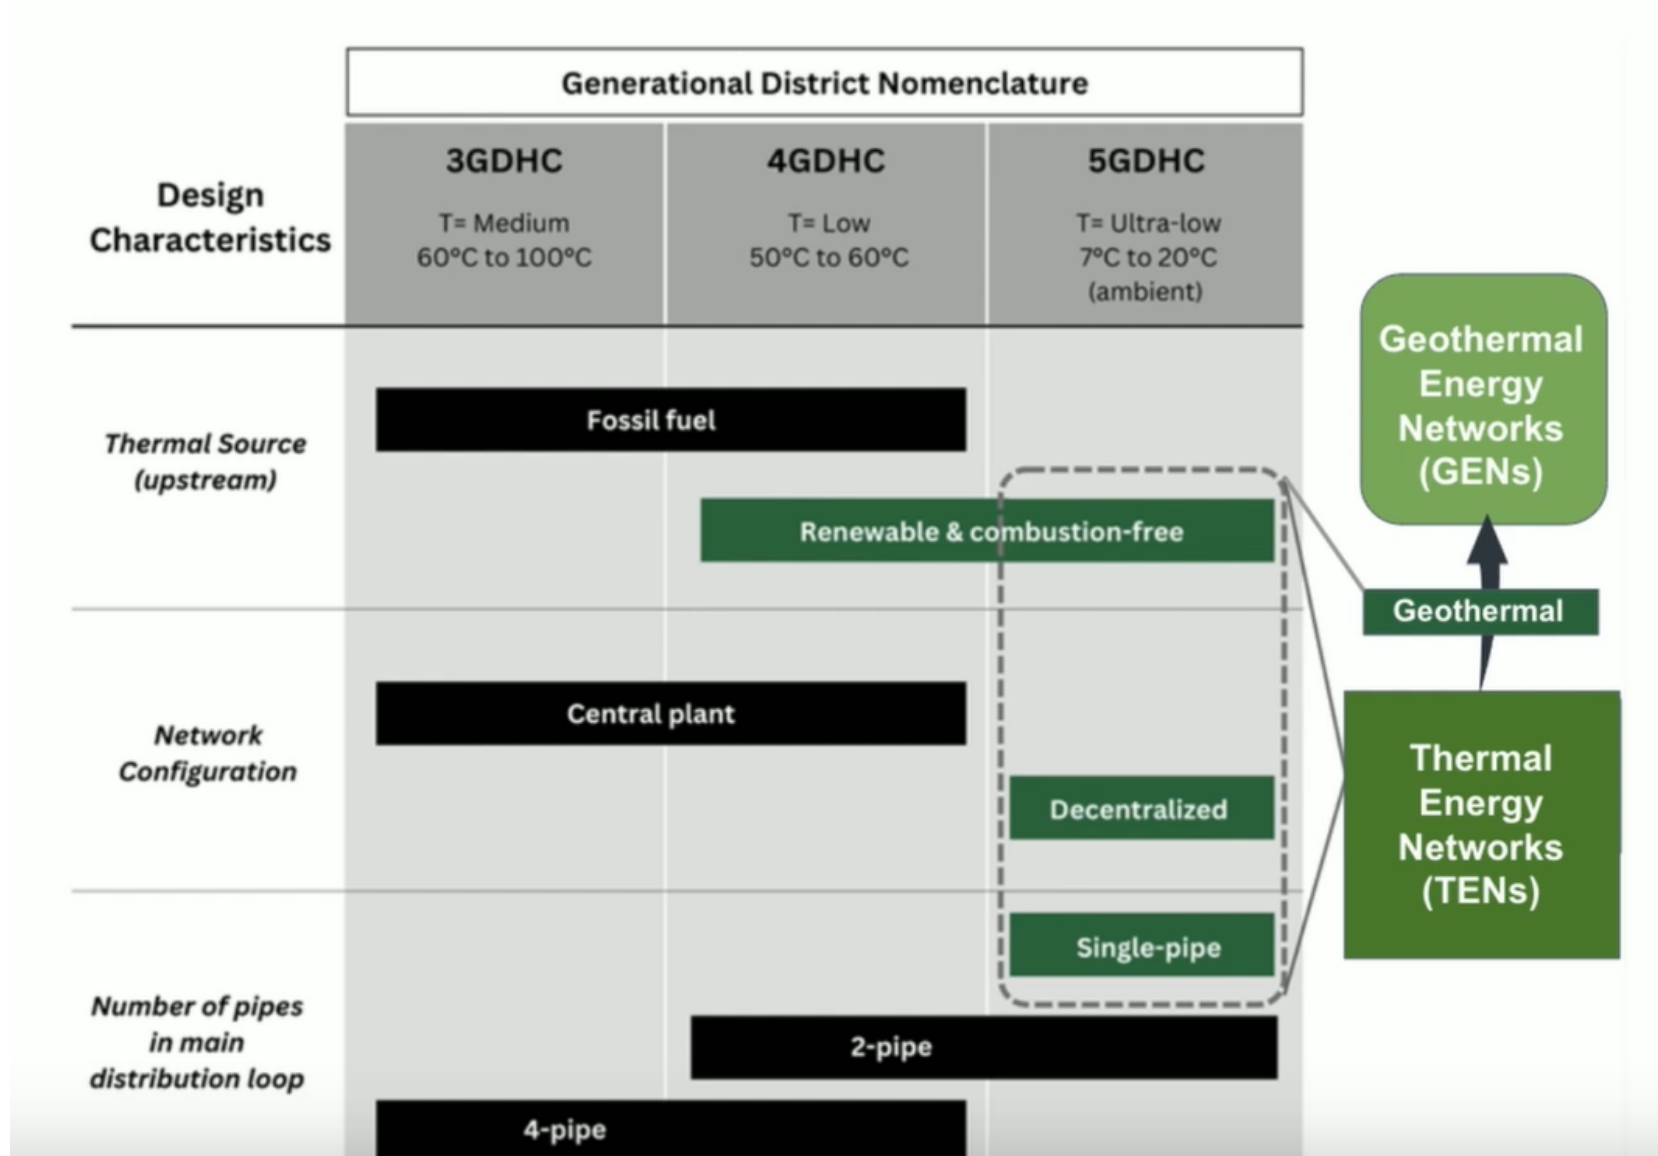 Generational District Nomenclature
Design
Characteristics
3GDHC
T= Medium
60°C to 100°C
4GDHC
T= Low
50°C to 60°C
5GDHC
T= Ultra-low
7°C to 20°C
(ambient)
Thermal Source
(upstream)
Fossil fuel
Renewable & combustion-free
Network
Configuration
Central plant
Decentralized
Number of pipes
in main
distribution loop
Single-pipe
2-pipe
4-pipe
Geothermal
Energy
Networks
(GENs)
Geothermal
Thermal
Energy
Networks
(TENs)